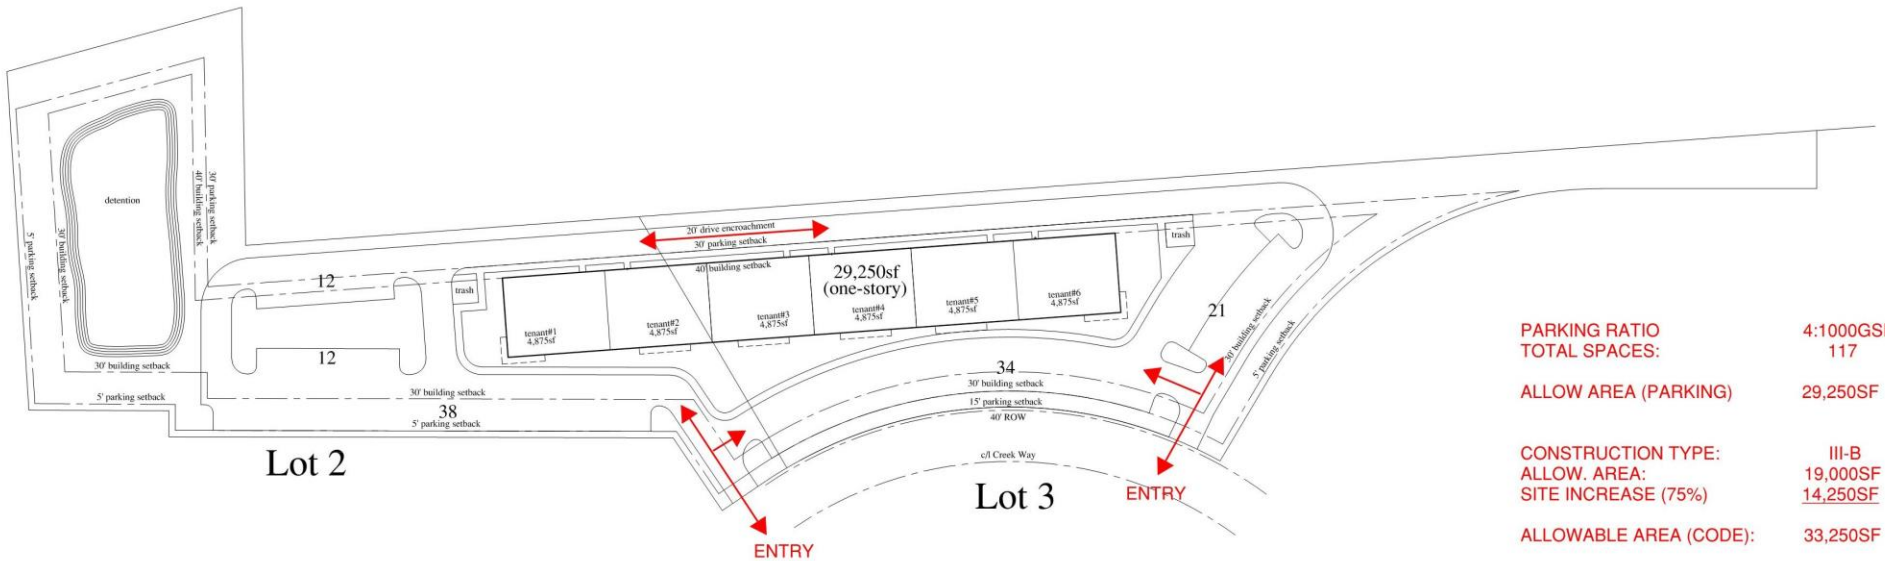 detention
5' parking setback
30' building setback
40' building setback
30' parking setback
30' building setback
5' parking setback
12
12
38
30' building setback
5' parking setback
Lot 2
trash
20' drive encroachment
30' parking setback
40' building setback
29,250sf
(one-story)
tenant#1
4,875sf
tenant#2
4,875sf
tenant#3
4,875sf
tenant#4
4,875sf
tenant#5
4,875sf
tenant#6
4,875sf
trash
21
34
30' building setback
15' parking setback
40' ROW
30' building setback
5' parking setback
c/l Creek Way
Lot 3
ENTRY
ENTRY
PARKING RATIO 4:1000GS
TOTAL SPACES: 117
ALLOW AREA (PARKING) 29,250SF
CONSTRUCTION TYPE: III-B
ALLOW. AREA: 19,000SF
SITE INCREASE (75%) 14,250SF
ALLOWABLE AREA (CODE): 33,250SF